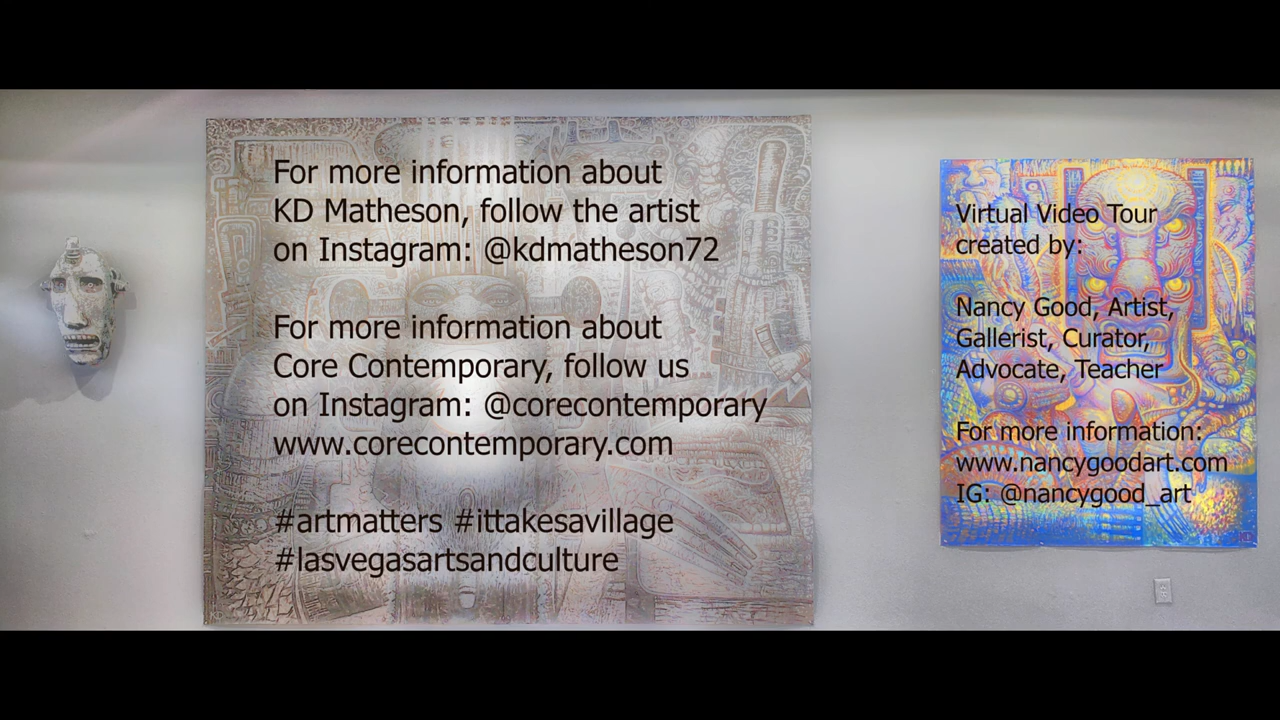 For more information about
KD Matheson, follow the artist
on Instagram: @kdmatheson72
For more information about
Core Contemporary, follow us
on Instagram: @corecontemporary
www.corecontemporary.com
#artmatters #ittakesavillage
#lasvegasartsandculture
Virtual Video Tour
created by:
Nancy Good, Artist,
Gallerist, Curator,
Advocate, Teacher
For more information:
www.nancygoodart.com
IG: @nancygood_art